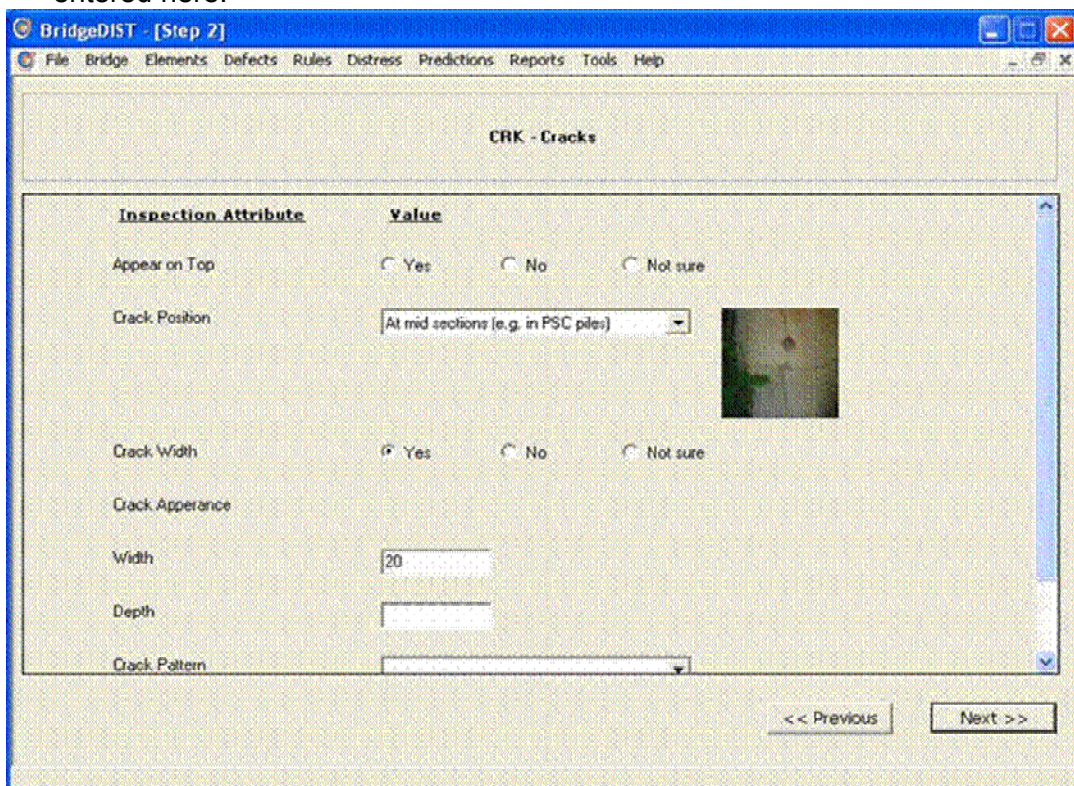 entered here.
BridgeDIST - [Step 2]
File Bridge Elements Defects Rules Distress Predictions Reports Tools Help
CRK - Cracks
Inspection Attribute Value
Appear on Top Yes No Not sure
Crack Position At mid sections (e.g. in PSC piles)
Crack Width Yes No Not sure
Crack Apperance
Width 20
Depth
Crack Pattern
<< Previous Next >>